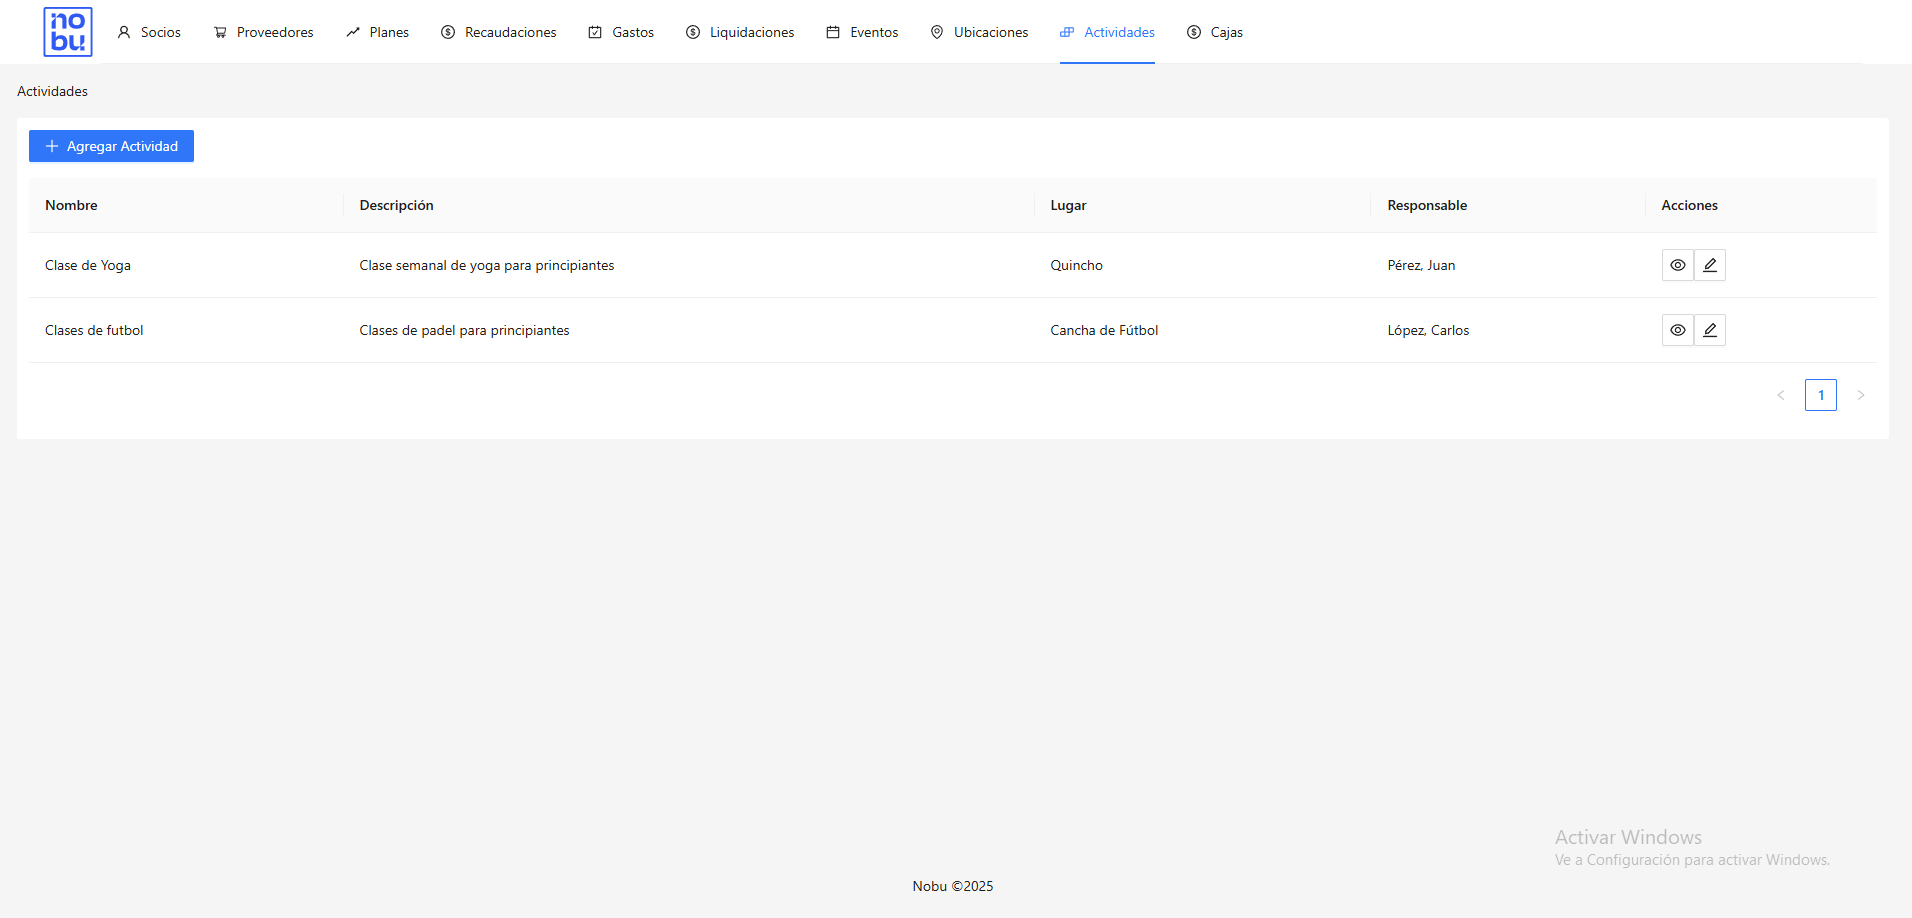 no
bu
Socios Proveedores Planes Recaudaciones Gastos Liquidaciones Eventos Ubicaciones Actividades Cajas
Actividades
Agregar Actividad
Nombre Descripción Lugar Responsable Acciones
Clase de Yoga Clase semanal de yoga para principiantes Quincho Pérez, Juan
Clases de futbol Clases de padel para principiantes Cancha de Fútbol López, Carlos
< 1 >
Activar Windows
Ve a Configuración para activar Windows.
Nobu ©2025